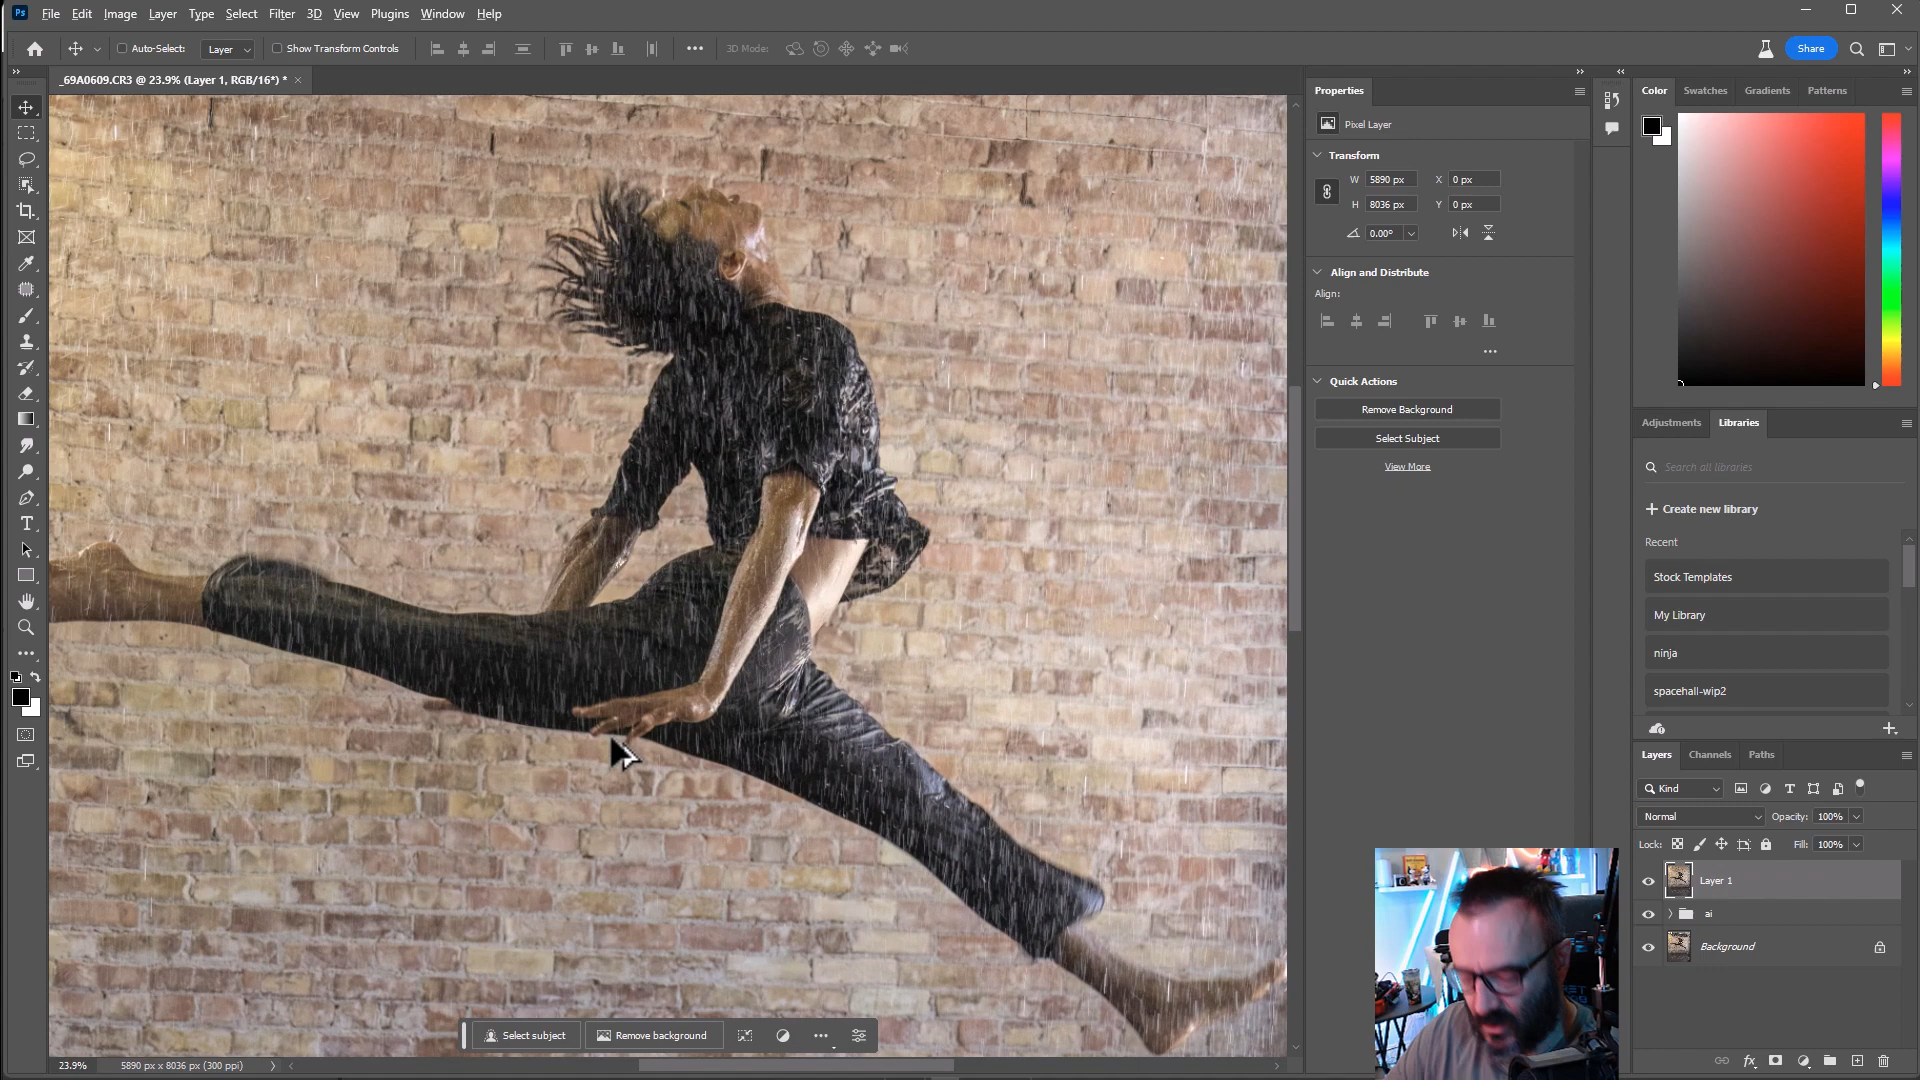 Ps File Edit Image Layer Type Select Filter 3D View Plugins Window Help
Auto-Select: Layer Show Transform Controls 3D Mode: Share
_69A0609.CR3 @ 23.9% (Layer 1, RGB/16*) *
Properties
Pixel Layer
Transform
W 5890 px X 0 px
H 8036 px Y 0 px
0.00°
Align and Distribute
Align:
Quick Actions
Remove Background
Select Subject
View More
Color Swatches Gradients Patterns
Adjustments Libraries
Search all libraries
Create new library
Recent
Stock Templates
My Library
ninja
spacehall-wip2
Layers Channels Paths
Kind
Normal Opacity: 100%
Lock: Fill: 100%
Layer 1
ai
Background
Select subject Remove background
23.9% 5890 px x 8036 px (300 ppi)